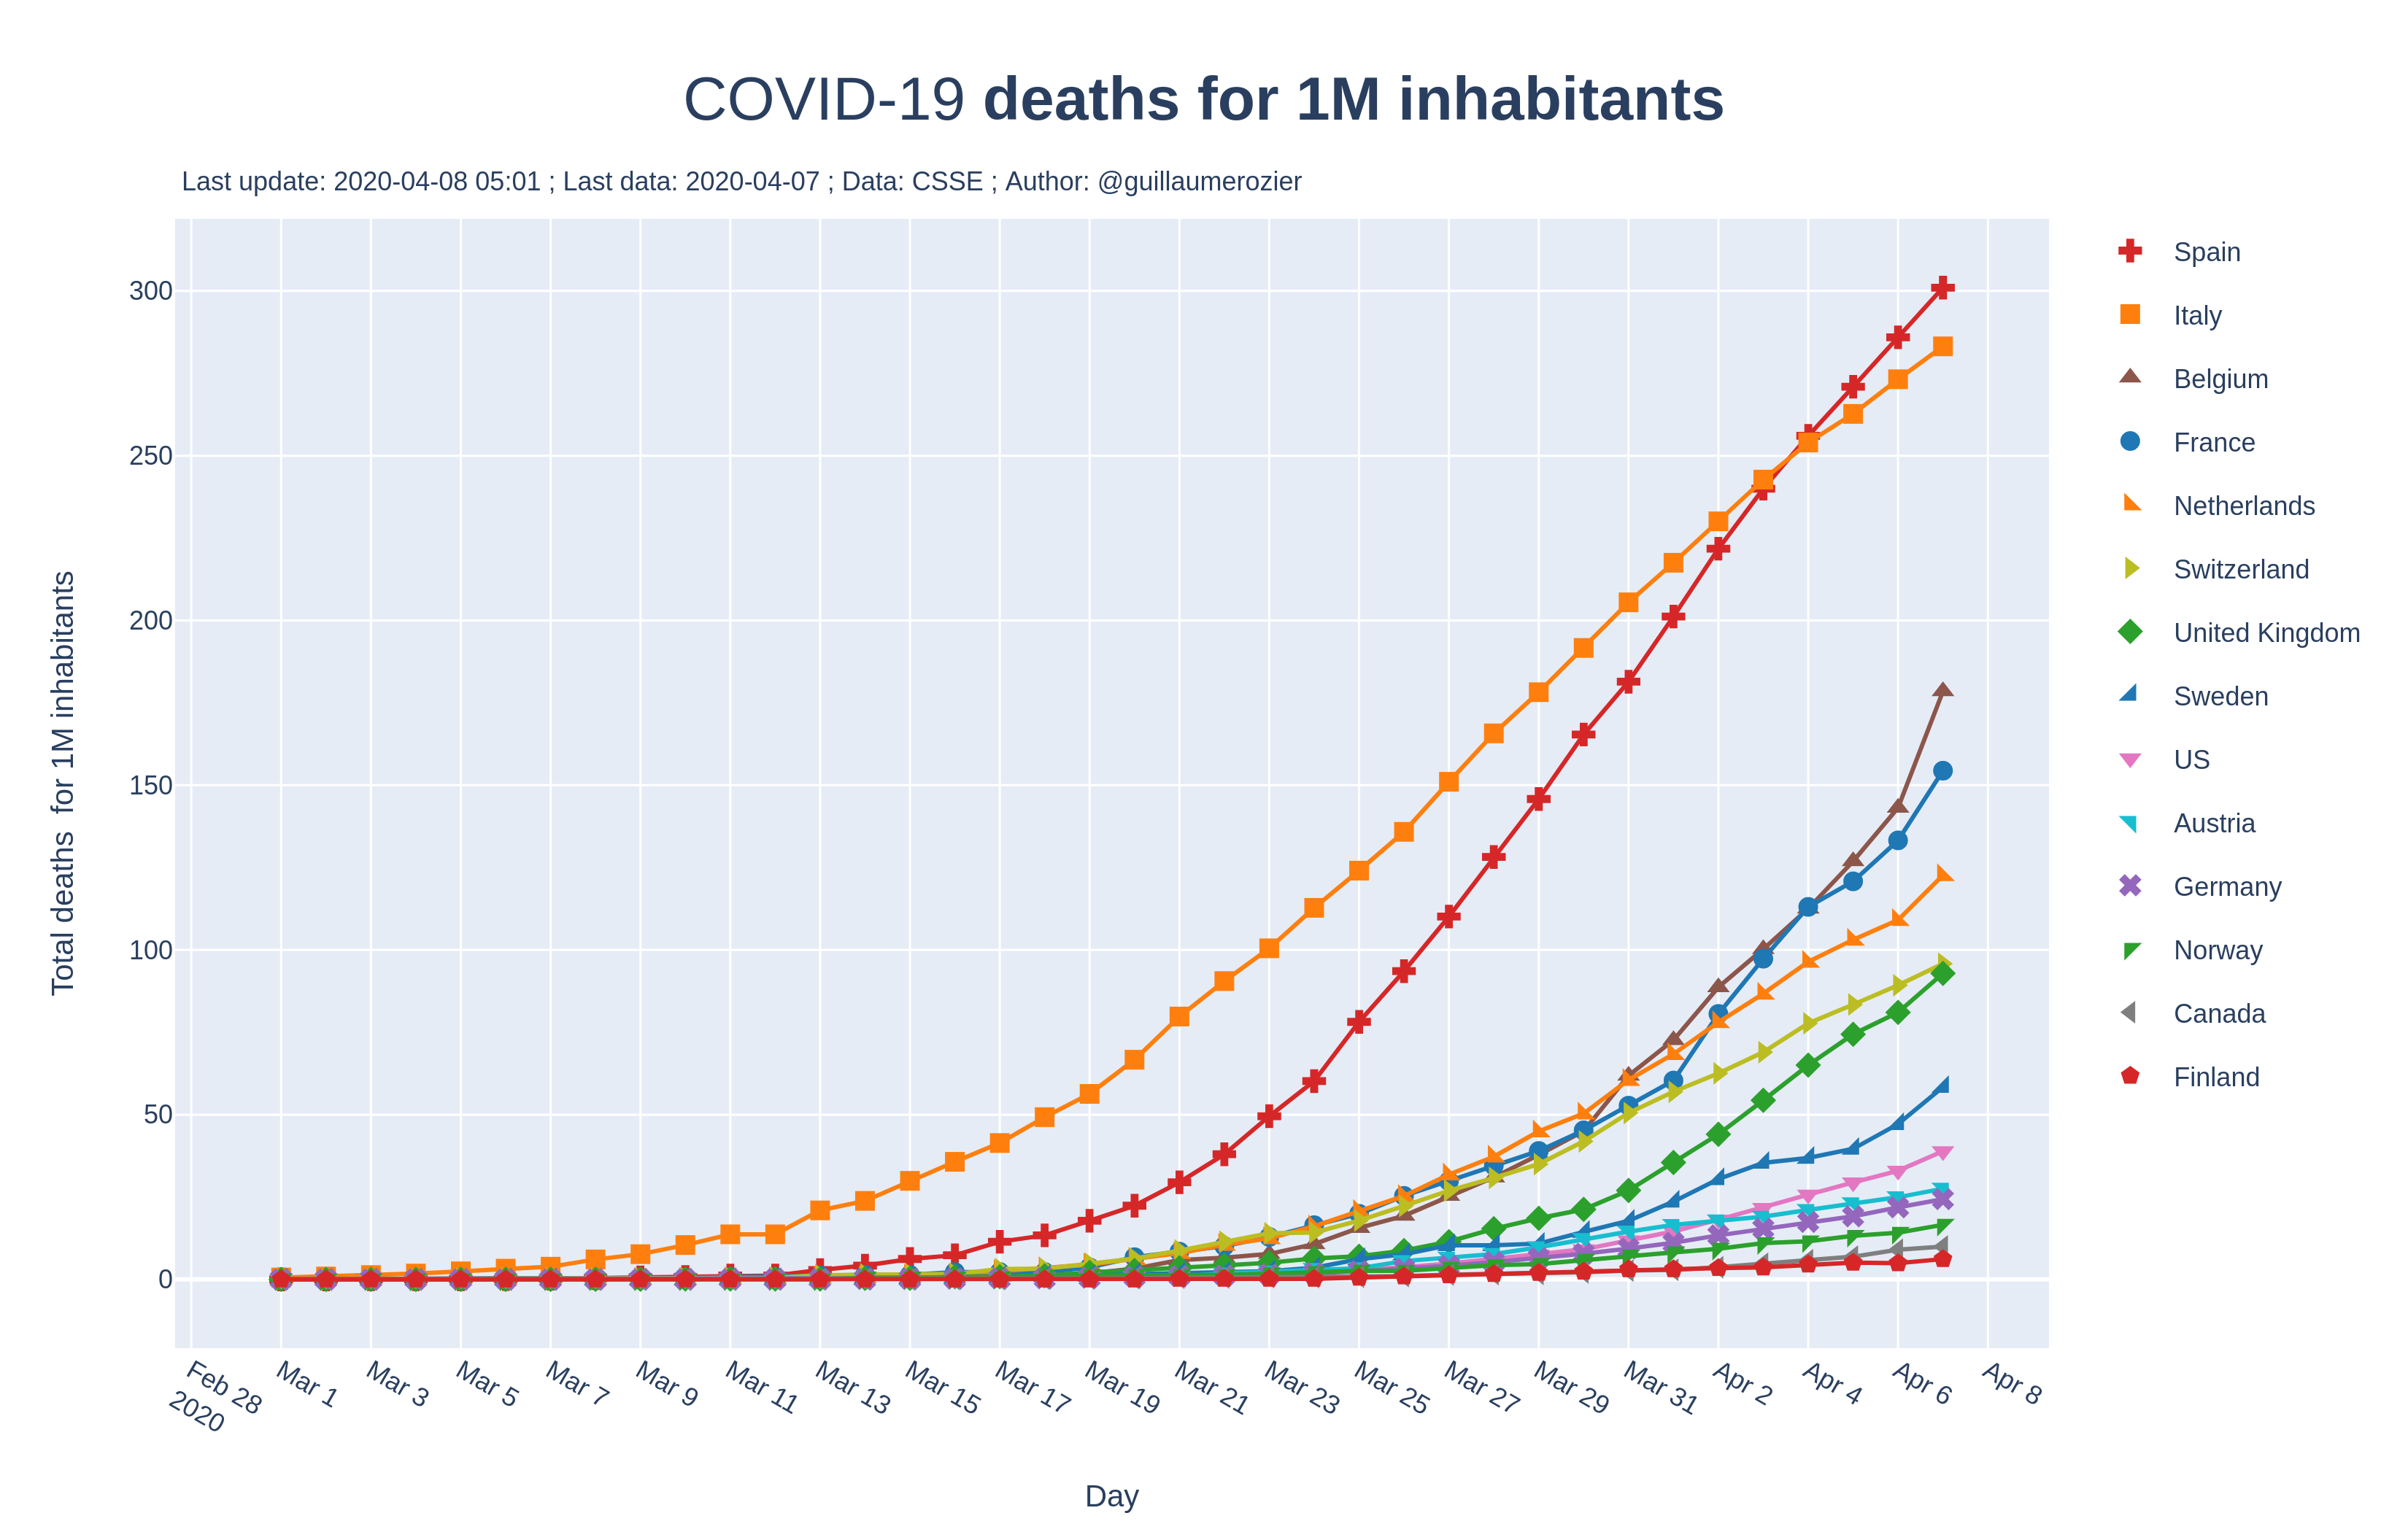 COVID-19 deaths for 1M inhabitants
Last update: 2020-04-08 05:01 ; Last data: 2020-04-07 ; Data: CSSE ; Author: @guillaumerozier
Total deaths for 1M inhabitants
300
250
200
150
100
50
0
Feb 28
2020
Mar 1
Mar 3
Mar 5
Mar 7
Mar 9
Mar 11
Mar 13
Mar 15
Mar 17
Mar 19
Mar 21
Mar 23
Mar 25
Mar 27
Mar 29
Mar 31
Apr 2
Apr 4
Apr 6
Apr 8
Day
Spain
Italy
Belgium
France
Netherlands
Switzerland
United Kingdom
Sweden
US
Austria
Germany
Norway
Canada
Finland